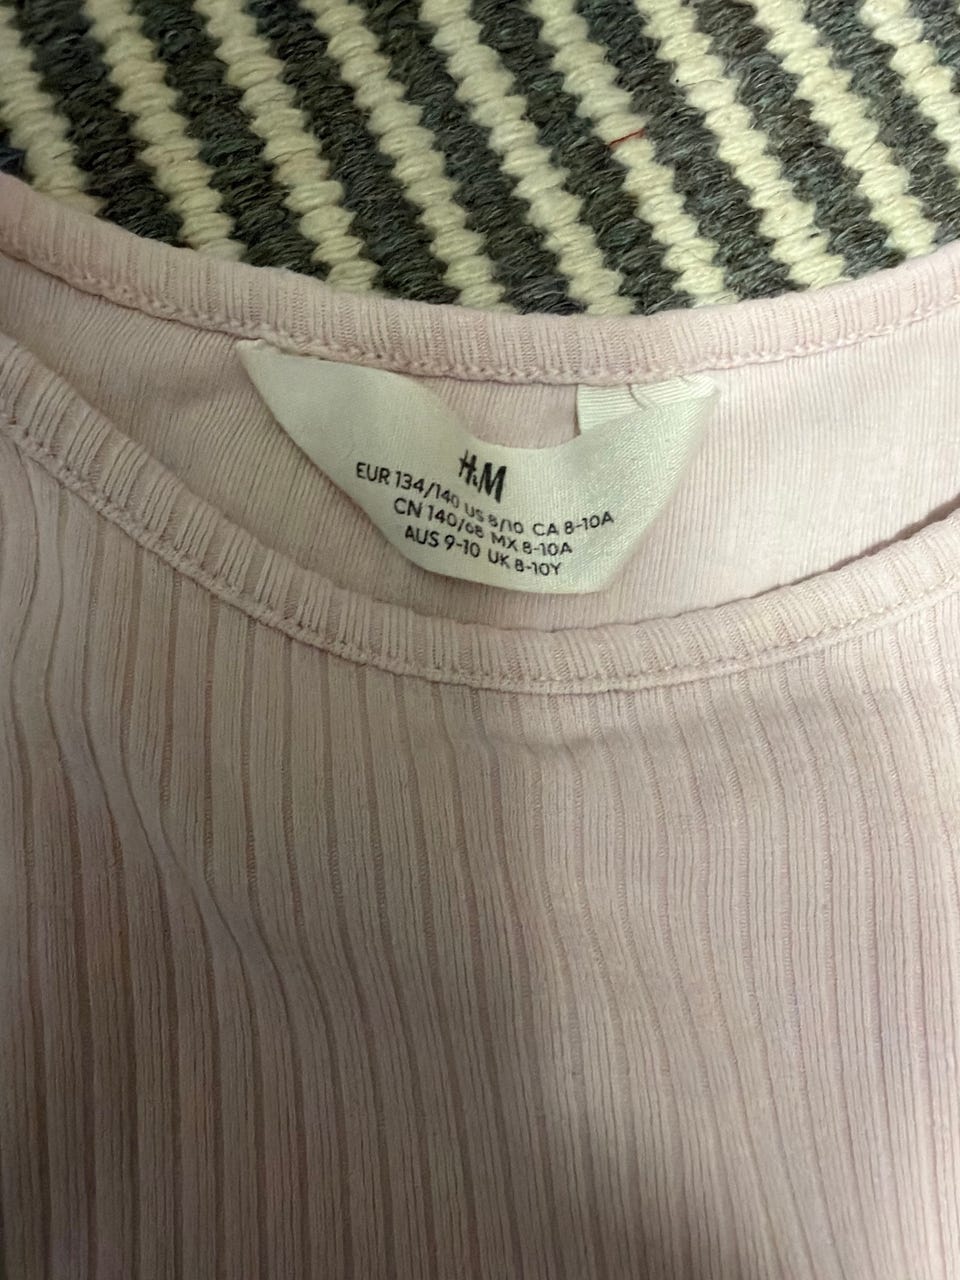 H&M
EUR 134/140 US 8/10 CA 8-10A
CN 140/68 MX 8-10A
AUS 9-10 UK 8-10Y